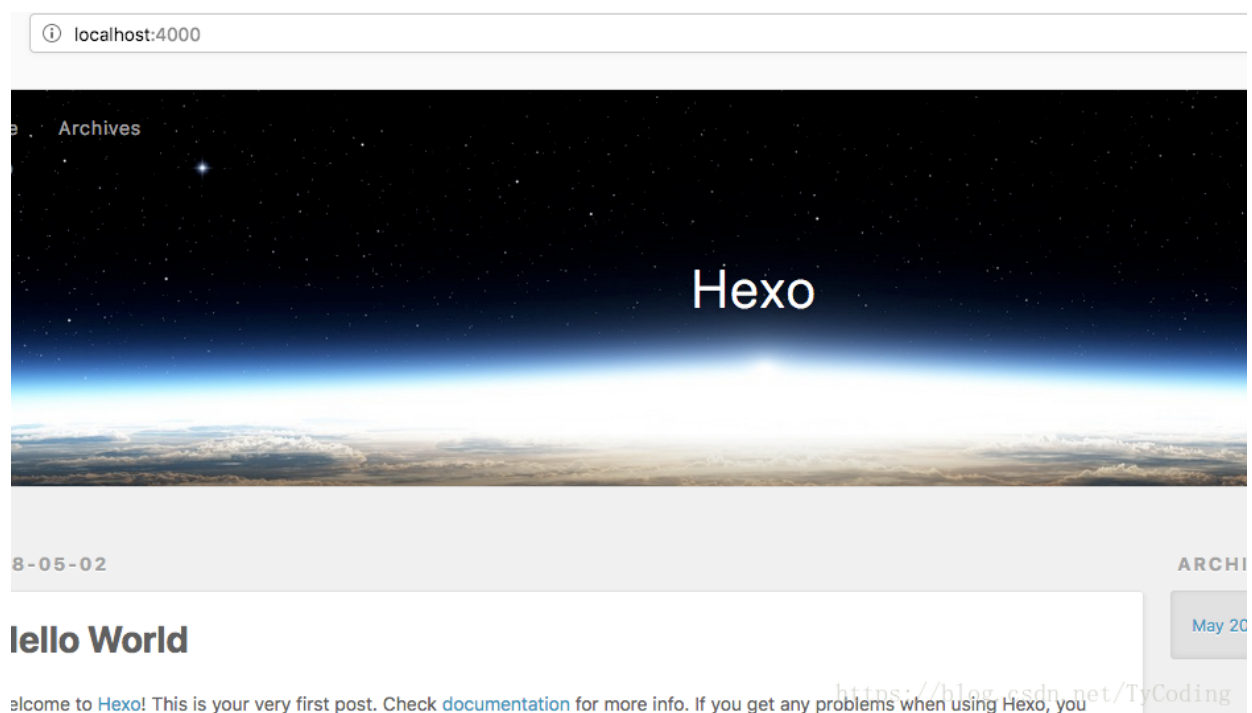 localhost:4000
e Archives
Hexo
8-05-02
ARCHI
ello World
May 20
elcome to Hexo! This is your very first post. Check documentation for more info. If you get any problems when using Hexo, you
https://blog.csdn.net/TyCoding